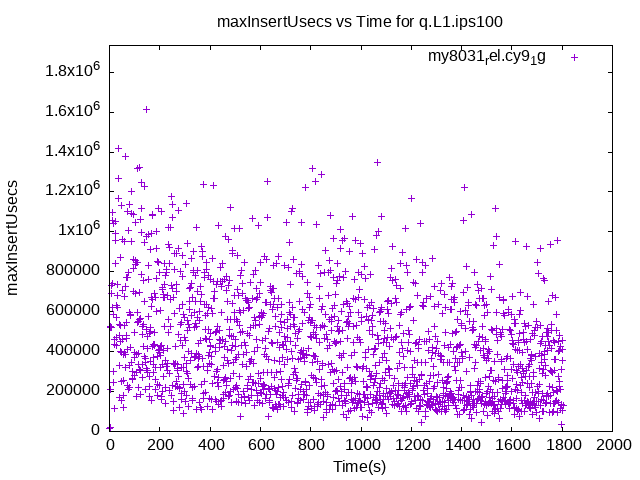 maxInsertUsecs vs Time for q.L1.ips100
my8031rel.cy91g
1.8x10^6
1.6x10^6
1.4x10^6
1.2x10^6
1x10^6
800000
600000
400000
200000
0
maxInsertUsecs
0 200 400 600 800 1000 1200 1400 1600 1800 2000
Time(s)